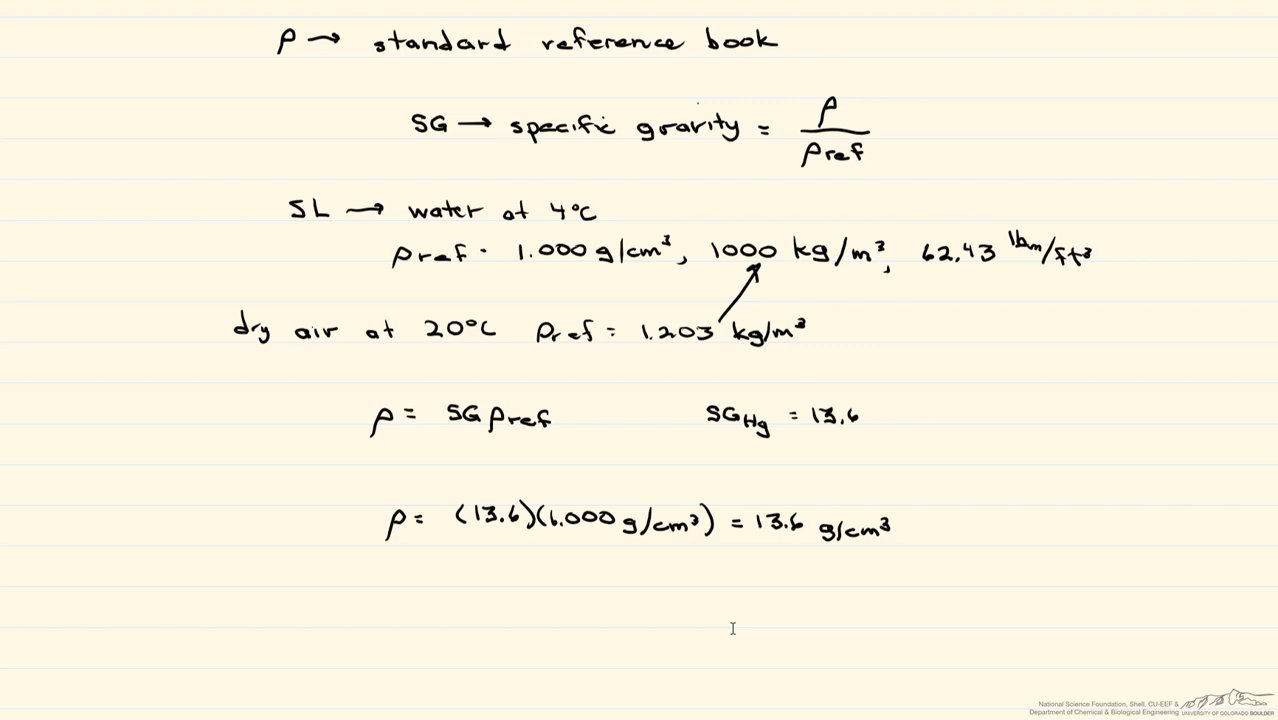 ρ → standard reference book
SG → specific gravity = ρ / ρref
SL → water at 4°C
ρref = 1.000 g/cm³, 1000 kg/m³, 62.43 lbm/ft³
dry air at 20°C ρref = 1.203 kg/m³
ρ = SG ρref SG Hg = 13.6
ρ = (13.6)(1.000 g/cm³) = 13.6 g/cm³
National Science Foundation, Shell, CU-EEF &
Department of Chemical & Biological Engineering UNIVERSITY OF COLORADO BOULDER